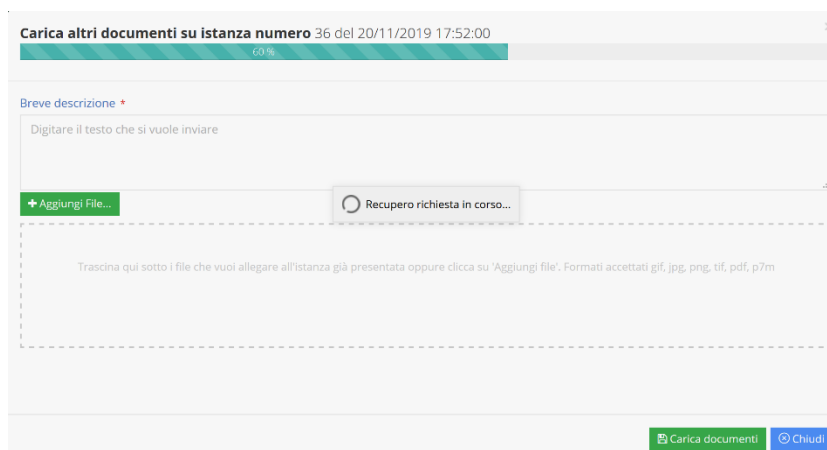 Carica altri documenti su istanza numero 36 del 20/11/2019 17:52:00
60 %
Breve descrizione *
Digitare il testo che si vuole inviare
+ Aggiungi File...
Recupero richiesta in corso...
Trascina qui sotto i file che vuoi allegare all'istanza già presentata oppure clicca su 'Aggiungi file'. Formati accettati gif, jpg, png, tif, pdf, p7m
Carica documenti
Chiudi